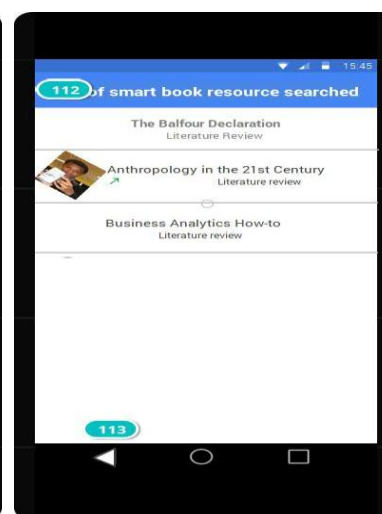 15:45
112 of smart book resource searched
The Balfour Declaration
Literature Review
Anthropology in the 21st Century
Literature review
Business Analytics How-to
Literature review
113